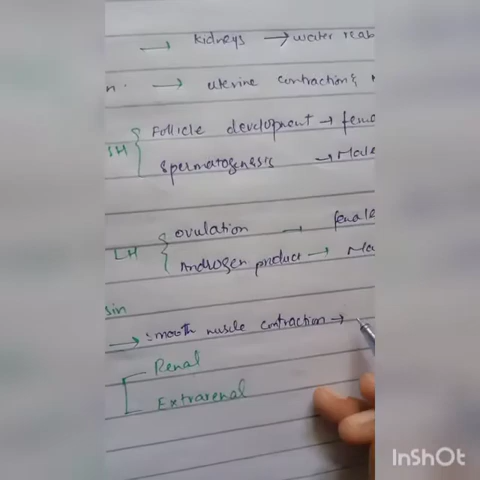 → kidneys → water reab
n. → uterine contraction;
SH { Follicle development → fema
spermatogenesis → Male
LH { ovulation → female
Androgen product → Ma
sin
→ smooth muscle contraction →
Renal
Extrarenal
InShOt